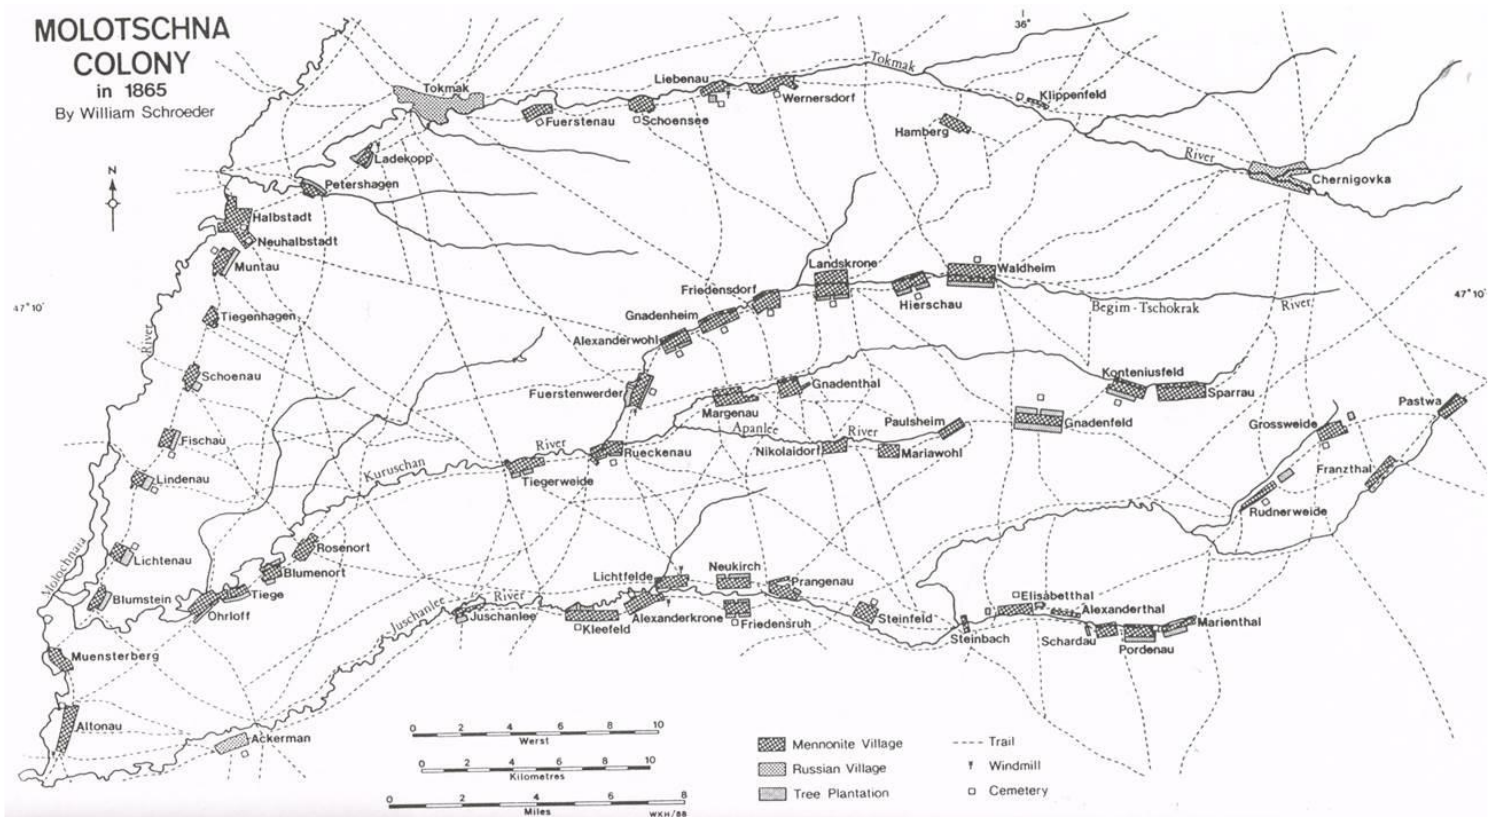 MOLOTSCHNA
COLONY
in 1865
By William Schroeder
36°
Tokmak
Liebenau
Tokmak
Wernersdorf
Klippenfeld
Fuerstenau
Schoensee
Hamberg
River
Ladekopp
Chernigovka
N
Petershagen
Halbstadt
Neuhalbstadt
Muntau
Landskrone
Waldheim
Friedensdorf
Hierschau
47° 10'
Begim-Tschokrak
River
47° 10'
Tiegenhagen
Gnadenheim
Alexanderwohl
River
Schoenau
Konteniusfeld
Gnadenthal
Fuerstenwerder
Sparrau
Margenau
Pastwa
Fischau
Apanlee
River
Paulsheim
Gnadenfeld
Grossweide
River
Rueckenau
Nikolaidorf
Mariawohl
Kuruschan
Lindenau
Tiegerweide
Franzthal
Rudnerweide
Molochnaia
Lichtenau
Rosenort
Blumenort
Lichtfelde
Neukirch
Prangenau
Blumstein
Tiege
River
Elisabetthal
Ohrloff
Juschanlee
Juschanlee
Alexanderthal
Kleefeld
Alexanderkrone
Friedensruh
Steinfeld
Steinbach
Schardau
Marienthal
Pordenau
Muensterberg
Altonau
Ackerman
0 2 4 6 8 10
Werst
0 2 4 6 8 10
Kilometres
0 2 4 6 8
Miles
WKH/88
Mennonite Village
Russian Village
Tree Plantation
Trail
Windmill
Cemetery